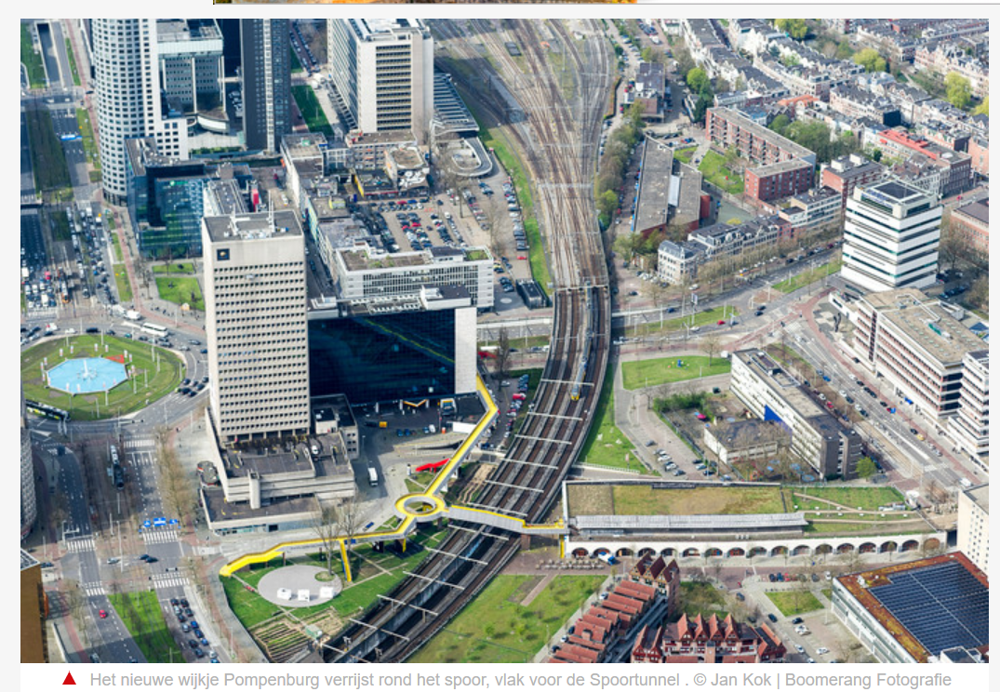 Het nieuwe wijkje Pompenburg verrijst rond het spoor, vlak voor de Spoortunnel . © Jan Kok | Boomerang Fotografie